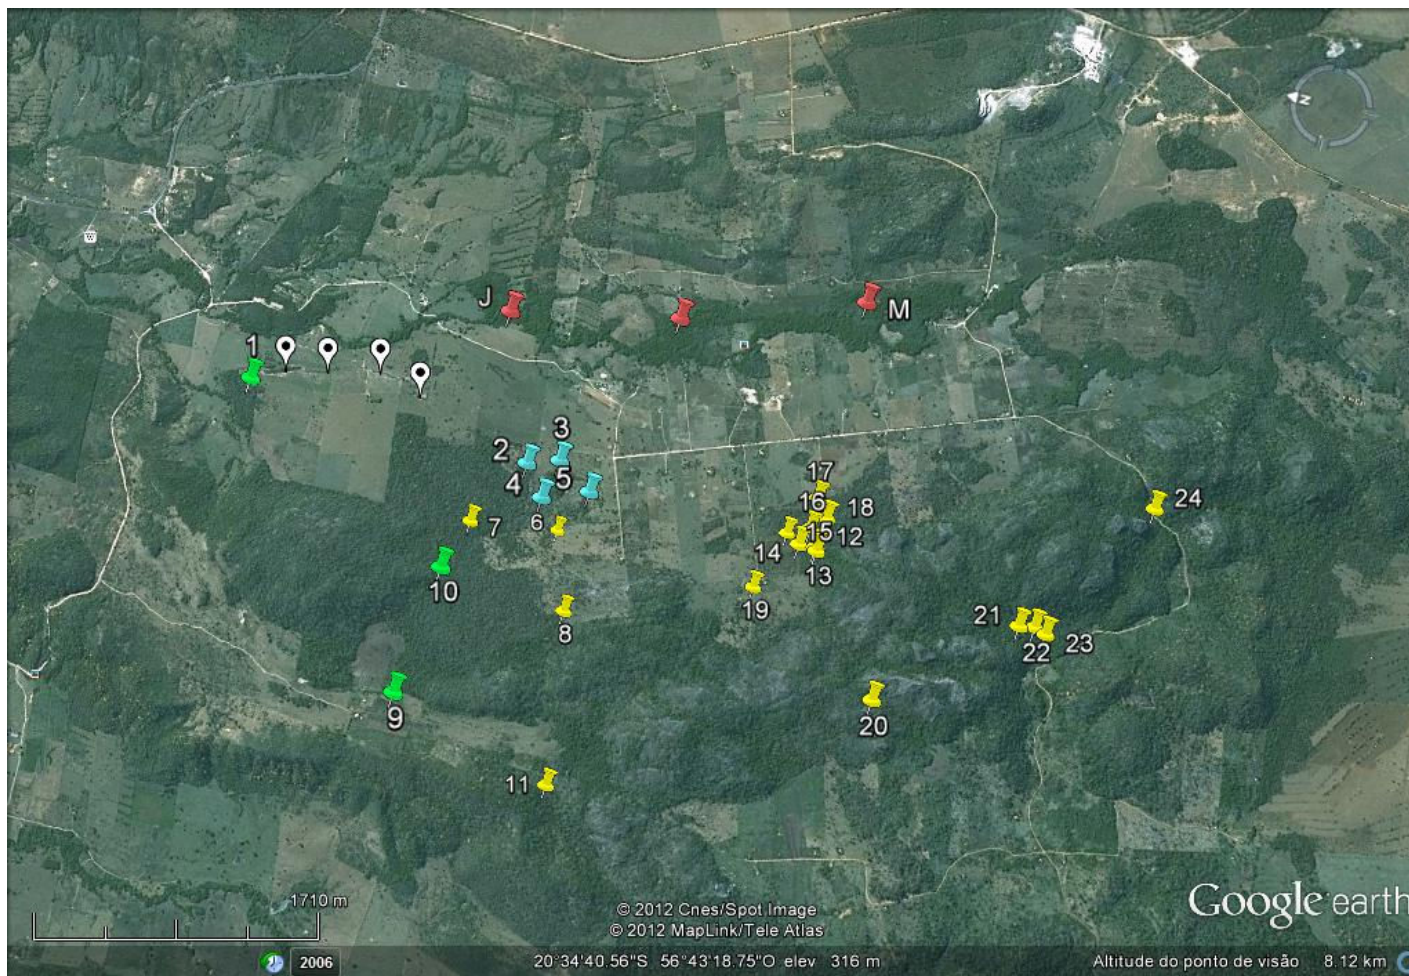 N
J
M
1
3
2
5
4
17
24
16
18
6
7
15
12
14
13
10
19
8
21
23
22
9
20
11
1710 m
Google earth
© 2012 Cnes/Spot Image
© 2012 MapLink/Tele Atlas
2006
20°34'40.56"S 56°43'18.75"O elev 316 m
Altitude do ponto de visão 8.12 km